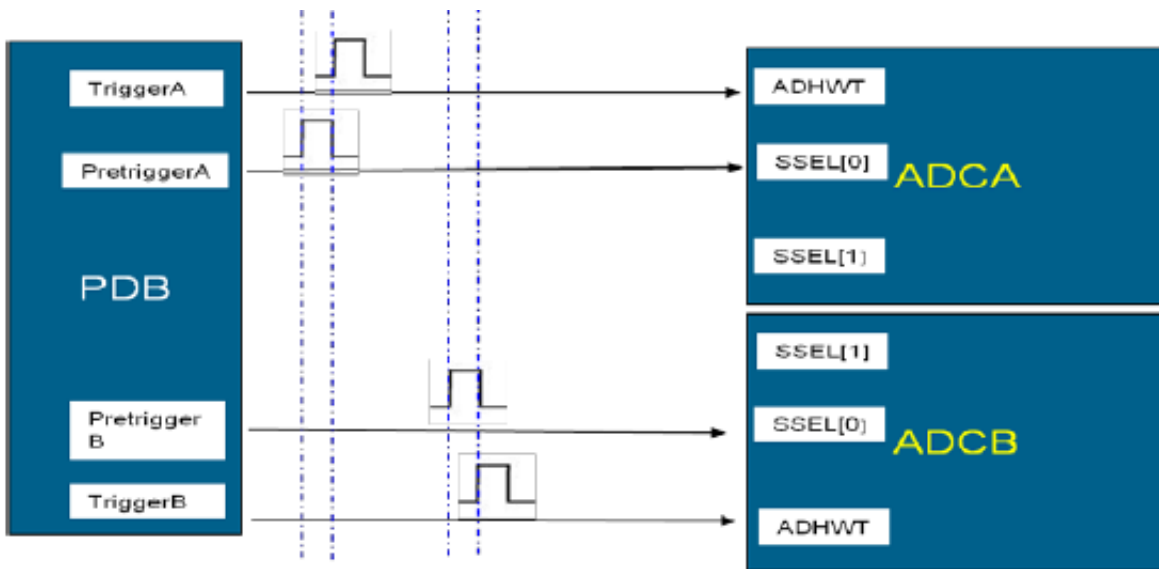 TriggerA
PretriggerA
PDB
Pretrigger
B
TriggerB
ADHWT
SSEL[0]
ADCA
SSEL[1]
SSEL[1]
SSEL[0]
ADCB
ADHWT